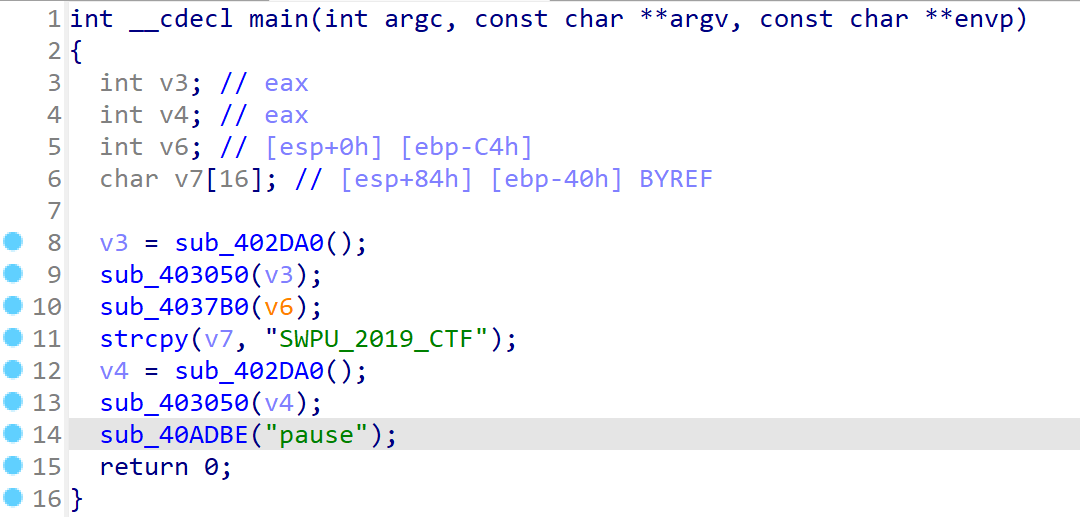 1 int __cdecl main(int argc, const char **argv, const char **envp)
2 {
3   int v3; // eax
4   int v4; // eax
5   int v6; // [esp+0h] [ebp-C4h]
6   char v7[16]; // [esp+84h] [ebp-40h] BYREF
7
8   v3 = sub_402DA0();
9   sub_403050(v3);
10   sub_4037B0(v6);
11   strcpy(v7, "SWPU_2019_CTF");
12   v4 = sub_402DA0();
13   sub_403050(v4);
14   sub_40ADBE("pause");
15   return 0;
16 }